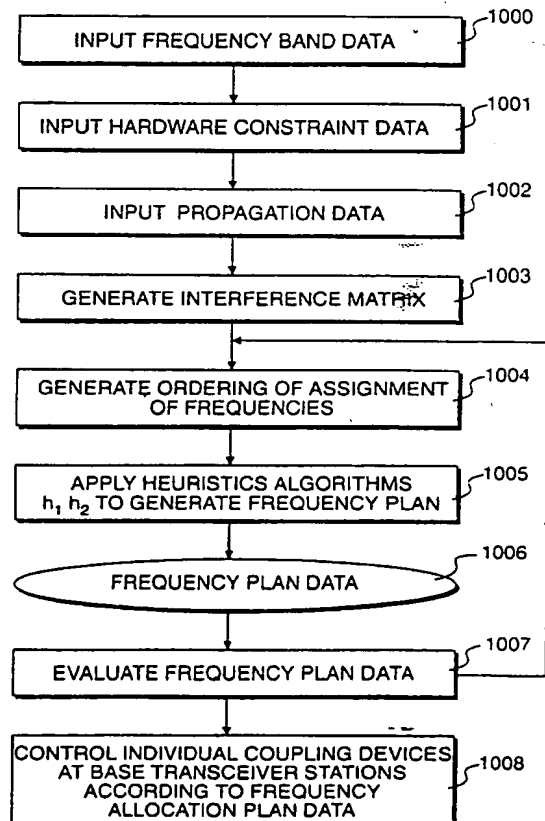 1000
INPUT FREQUENCY BAND DATA
1001
INPUT HARDWARE CONSTRAINT DATA
1002
INPUT PROPAGATION DATA
1003
GENERATE INTERFERENCE MATRIX
1004
GENERATE ORDERING OF ASSIGNMENT
OF FREQUENCIES
1005
APPLY HEURISTICS ALGORITHMS
h₁ h₂ TO GENERATE FREQUENCY PLAN
1006
FREQUENCY PLAN DATA
1007
EVALUATE FREQUENCY PLAN DATA
CONTROL INDIVIDUAL COUPLING DEVICES
AT BASE TRANSCEIVER STATIONS
ACCORDING TO FREQUENCY
ALLOCATION PLAN DATA
1008